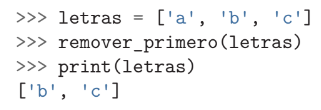 >>> letras = ['a', 'b', 'c']
>>> remover_primero(letras)
>>> print(letras)
['b', 'c']